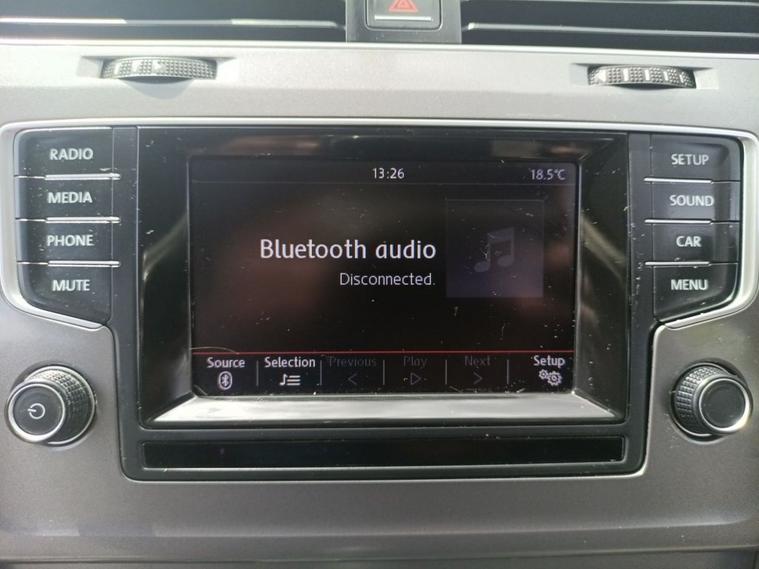 RADIO
MEDIA
PHONE
MUTE
13:26
18.5°C
Bluetooth audio
Disconnected.
Source
Selection
Previous
Play
Next
Setup
SETUP
SOUND
CAR
MENU